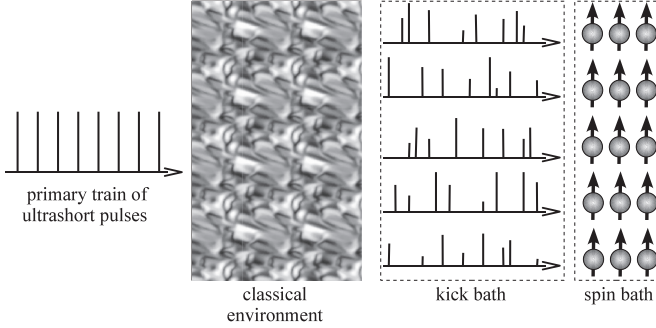 primary train of
ultrashort pulses
classical
environment
kick bath
spin bath